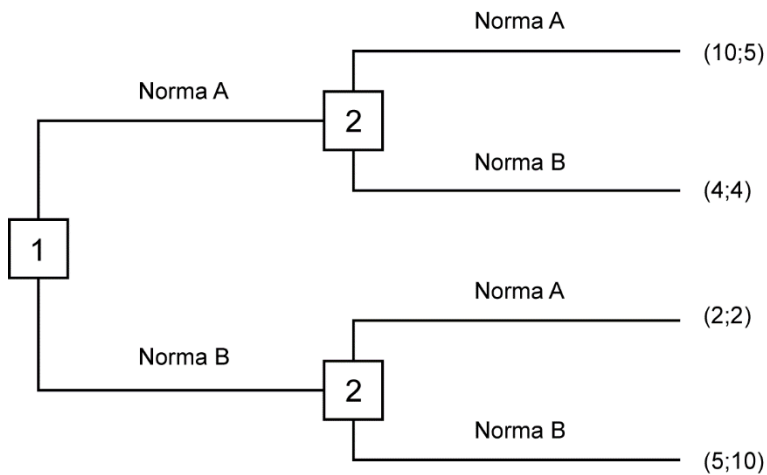 Norma A
(10;5)
Norma A
2
Norma B
(4;4)
1
Norma A
(2;2)
Norma B
2
Norma B
(5;10)